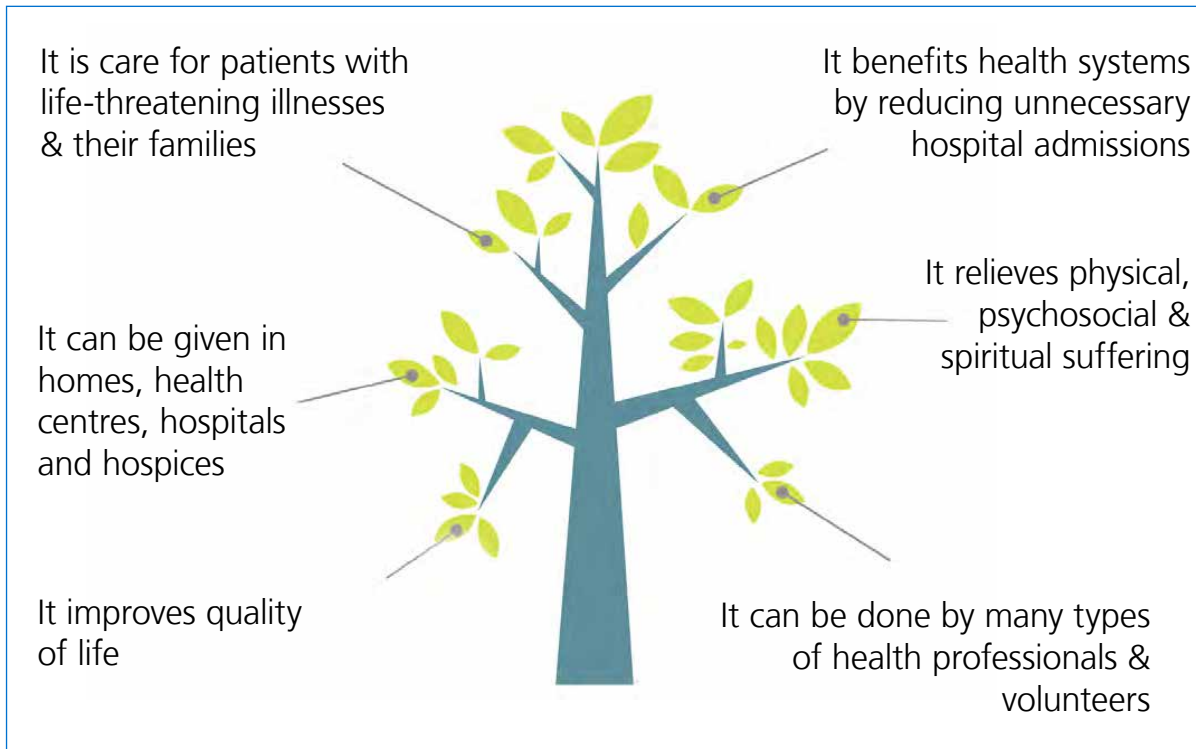 It is care for patients with
life-threatening illnesses
& their families
It benefits health systems
by reducing unnecessary
hospital admissions
It can be given in
homes, health
centres, hospitals
and hospices
It relieves physical,
psychosocial &
spiritual suffering
It improves quality
of life
It can be done by many types
of health professionals &
volunteers